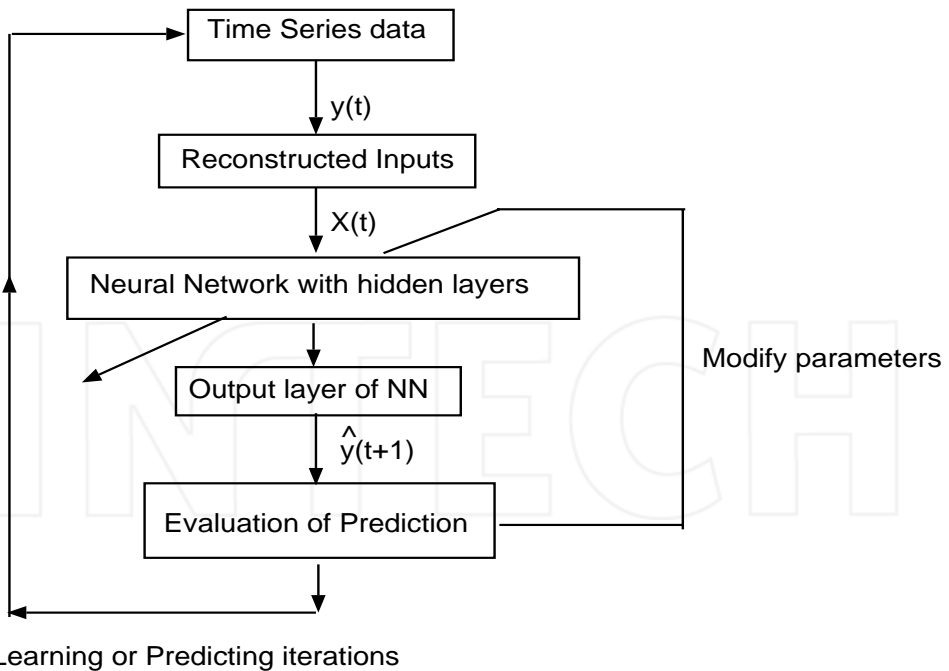 Time Series data
y(t)
Reconstructed Inputs
X(t)
Neural Network with hidden layers
Modify parameters
Output layer of NN
ŷ(t+1)
Evaluation of Prediction
Learning or Predicting iterations
INTECH